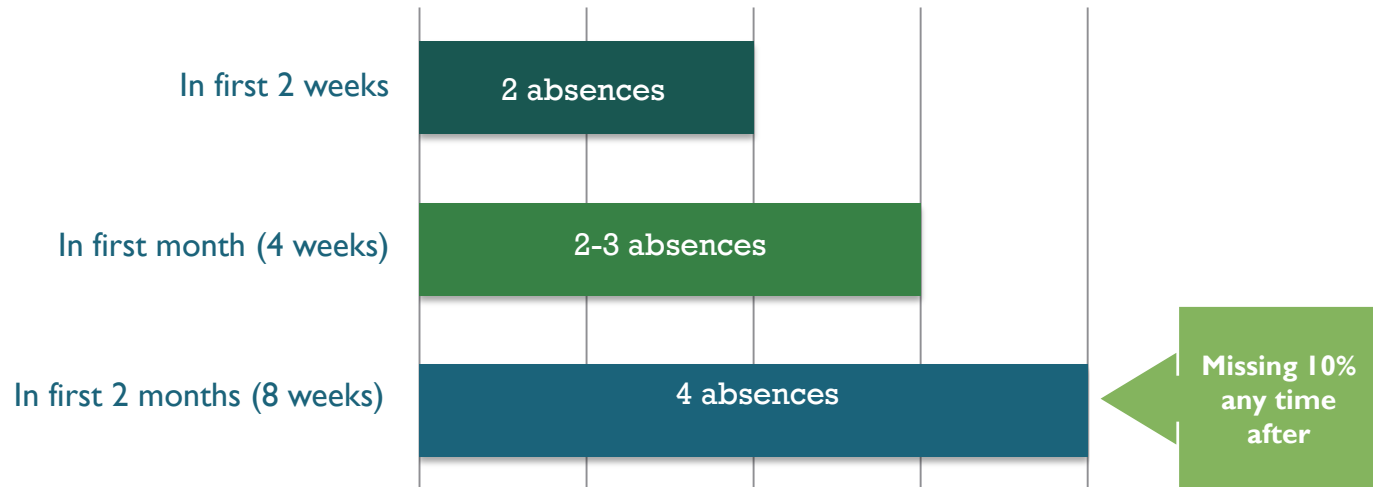 In first 2 weeks
2 absences
In first month (4 weeks)
2-3 absences
In first 2 months (8 weeks)
4 absences
Missing 10%
any time
after